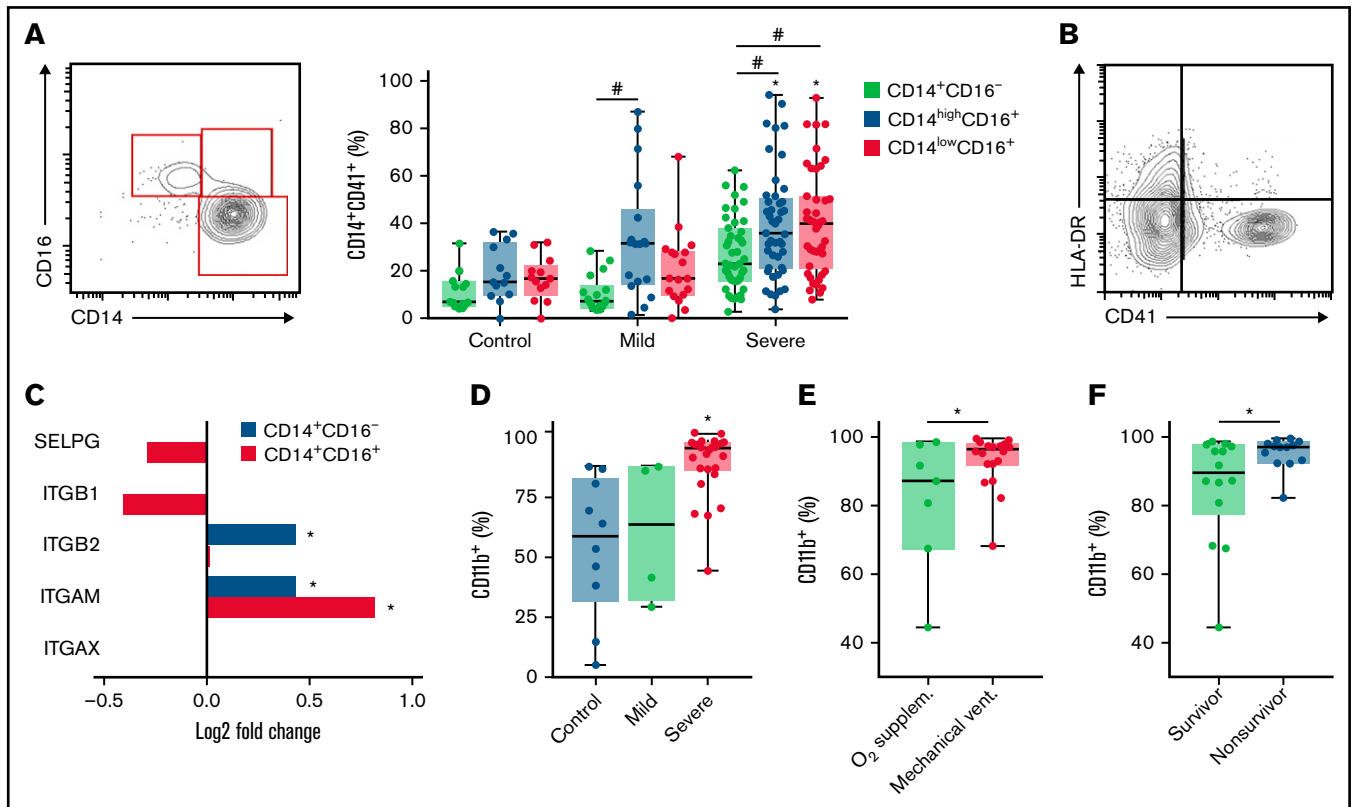 A
CD16
CD14
CD14⁺CD41⁺ (%)
100
80
60
40
20
0
#
#
#
*
*
Control
Mild
Severe
CD14⁺CD16⁻
CD14ʰⁱᵍʰCD16⁺
CD14ˡᵒʷCD16⁺
B
HLA-DR
CD41
C
SELPG
ITGB1
ITGB2
ITGAM
ITGAX
CD14⁺CD16⁻
CD14⁺CD16⁺
*
*
*
−0.5
0.0
0.5
1.0
Log2 fold change
D
CD11b⁺ (%)
100
75
50
25
0
*
Control
Mild
Severe
E
CD11b⁺ (%)
100
80
60
40
*
O₂ supplem.
Mechanical vent.
F
CD11b⁺ (%)
100
80
60
40
*
Survivor
Nonsurvivor